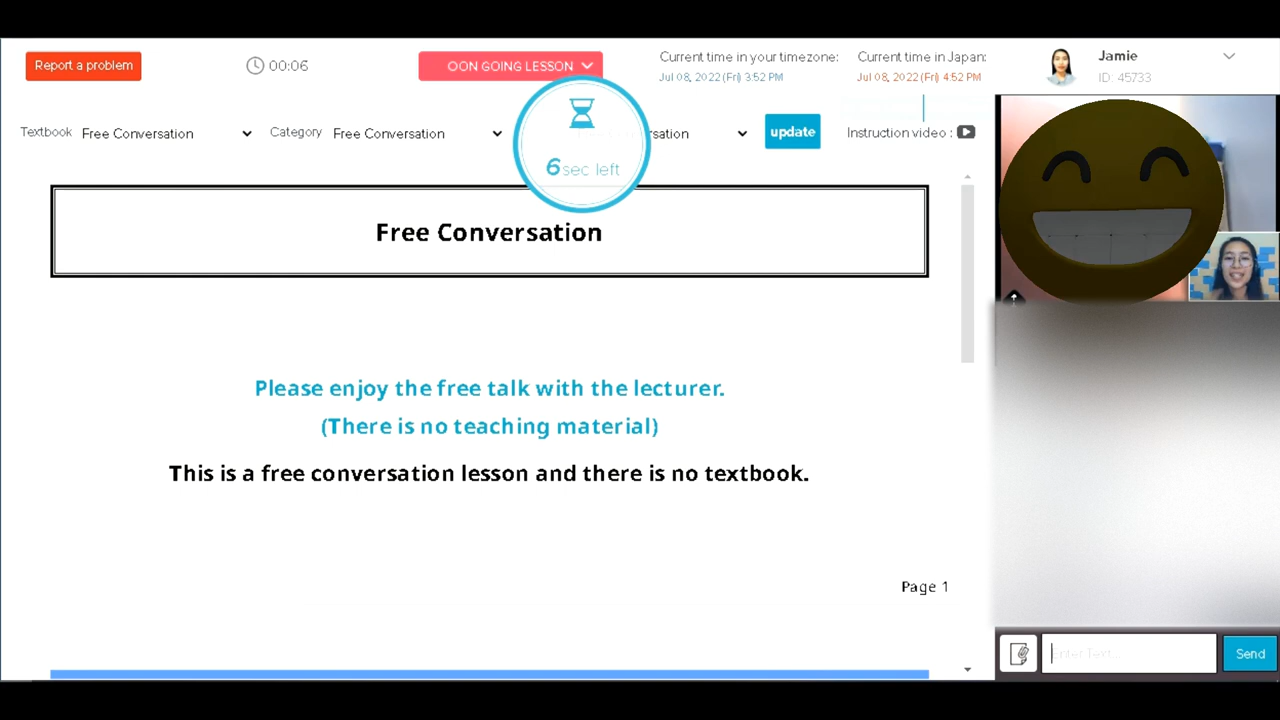 Report a problem
00:06
OON GOING LESSON
Current time in your timezone:
Jul 08, 2022 (Fri) 3:52 PM
Current time in Japan:
Jul 08, 2022 (Fri) 4:52 PM
Jamie
ID: 45733
Textbook Free Conversation
Category Free Conversation
rsation
update
Instruction video :
6 sec left
Free Conversation
Please enjoy the free talk with the lecturer.
(There is no teaching material)
This is a free conversation lesson and there is no textbook.
Page 1
Enter Text...
Send